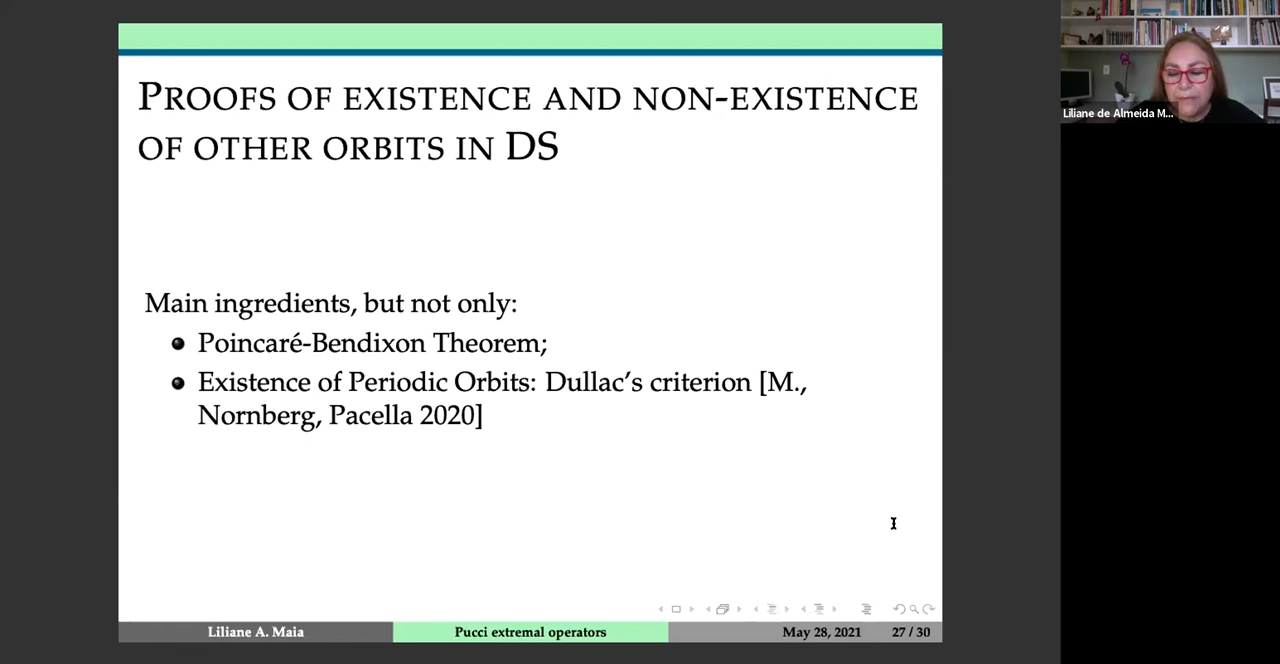 PROOFS OF EXISTENCE AND NON-EXISTENCE
OF OTHER ORBITS IN DS
Main ingredients, but not only:
Poincaré-Bendixon Theorem;
Existence of Periodic Orbits: Dullac's criterion [M.,
Nornberg, Pacella 2020]
Liliane A. Maia
Pucci extremal operators
May 28, 2021
27 / 30
Liliane de Almeida M...